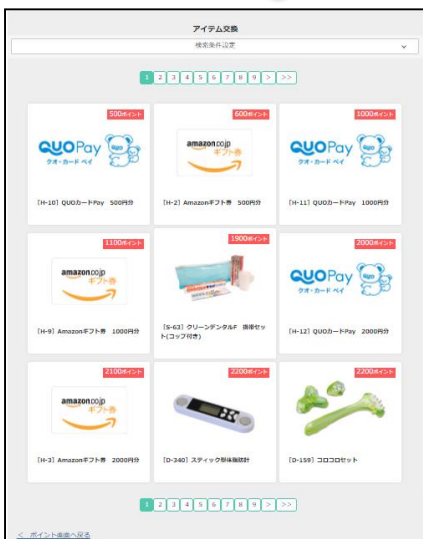 アイテム交換
検索条件設定
1 2 3 4 5 6 7 8 9 > >>
500ポイント
QUO Pay
クオ・カード ペイ
[H-10] QUOカードPay 500円分
600ポイント
amazon.co.jp
ギフト券
[H-2] Amazonギフト券 500円分
1000ポイント
QUO Pay
クオ・カード ペイ
[H-11] QUOカードPay 1000円分
1100ポイント
amazon.co.jp
ギフト券
[H-9] Amazonギフト券 1000円分
1900ポイント
[S-63] クリーンデンタルF 携帯セッ
ト(コップ付き)
2000ポイント
QUO Pay
クオ・カード ペイ
[H-12] QUOカードPay 2000円分
2100ポイント
amazon.co.jp
ギフト券
[H-3] Amazonギフト券 2000円分
2200ポイント
[D-340] スティック型体脂肪計
2200ポイント
[D-159] コロコロセット
1 2 3 4 5 6 7 8 9 > >>
< ポイント画面へ戻る